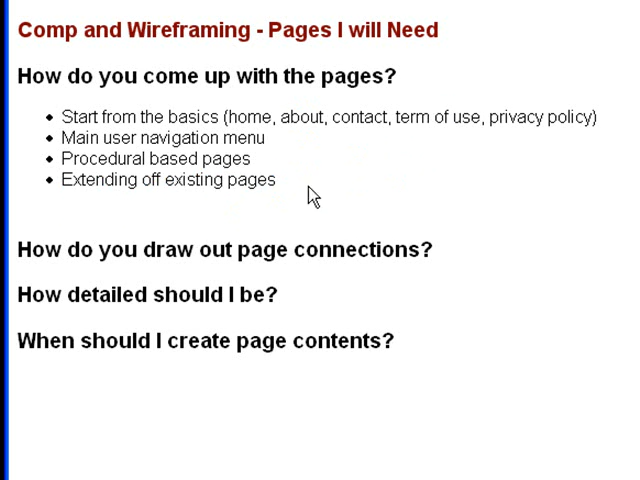 Comp and Wireframing - Pages I will Need
How do you come up with the pages?
Start from the basics (home, about, contact, term of use, privacy policy)
Main user navigation menu
Procedural based pages
Extending off existing pages
How do you draw out page connections?
How detailed should I be?
When should I create page contents?